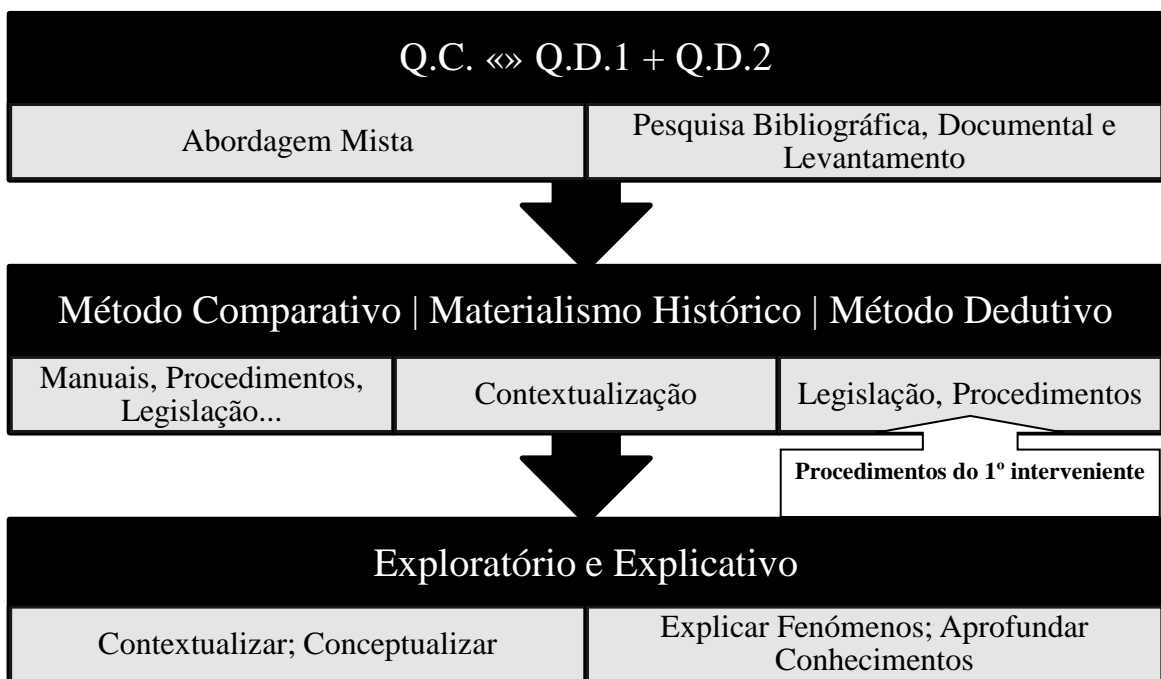 Q.C. «» Q.D.1 + Q.D.2
Abordagem Mista
Pesquisa Bibliográfica, Documental e
Levantamento
Método Comparativo | Materialismo Histórico | Método Dedutivo
Manuais, Procedimentos,
Legislação...
Contextualização
Legislação, Procedimentos
Procedimentos do 1º interveniente
Exploratório e Explicativo
Contextualizar; Conceptualizar
Explicar Fenómenos; Aprofundar
Conhecimentos